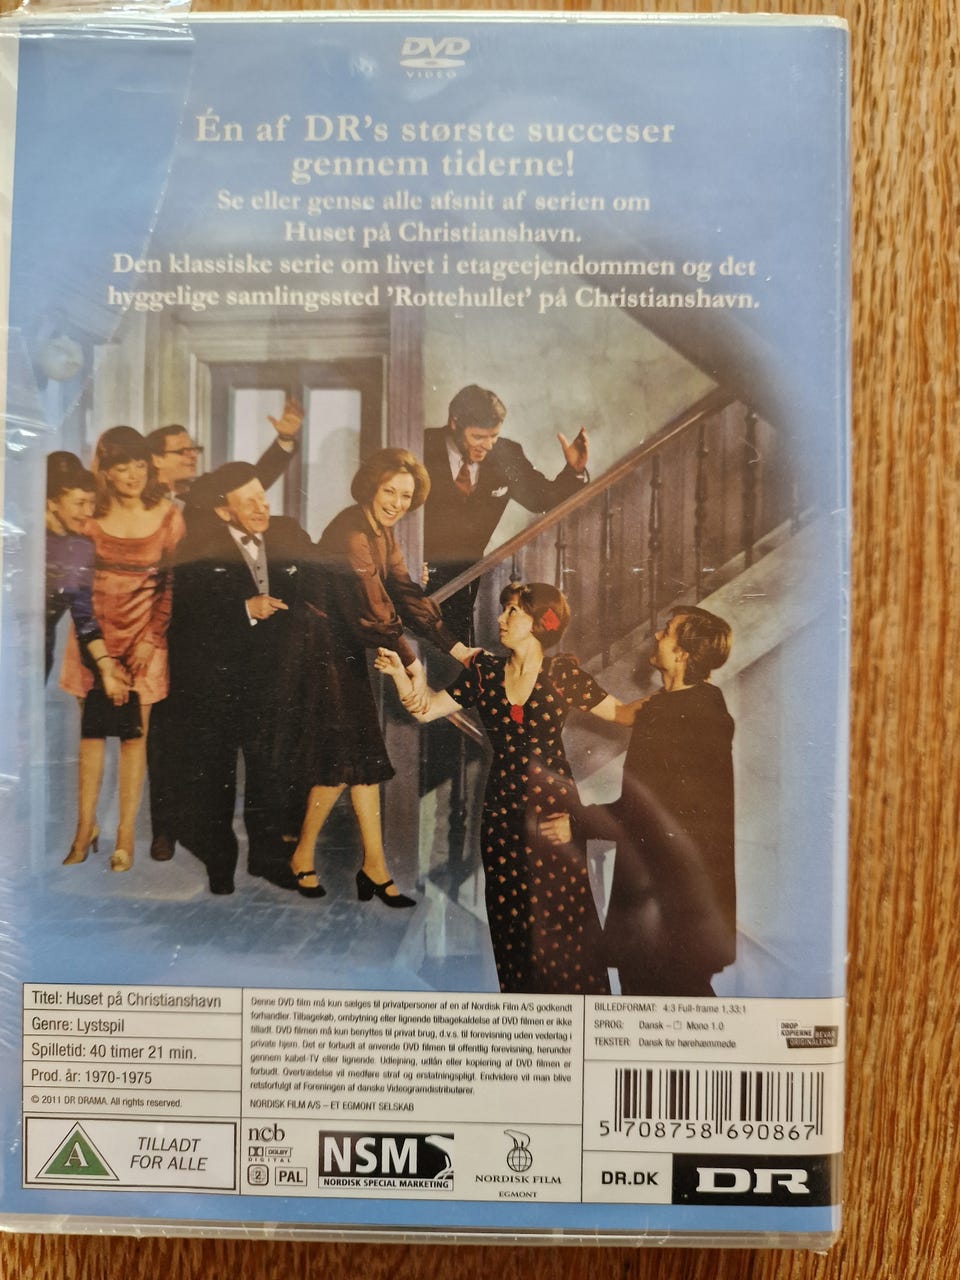 DVD
VIDEO
Én af DR's største succeser
gennem tiderne!
Se eller gense alle afsnit af serien om
Huset på Christianshavn.
Den klassiske serie om livet i etageejendommen og det
hyggelige samlingssted 'Rottehullet' på Christianshavn.
Titel: Huset på Christianshavn
Genre: Lystspil
Spilletid: 40 timer 21 min.
Prod. år: 1970-1975
© 2011 DR DRAMA. All rights reserved.
A
TILLADT
FOR ALLE
Denne DVD film må kun sælges til privatpersoner af en af Nordisk Film A/S godkendt
forhandler. Tilbagekøb, ombytning eller lignende tilbagekaldelse af DVD filmen er ikke
tilladt. DVD filmen må kun benyttes til privat brug, d.v.s. til forevisning uden vederlag i
private hjem. Det er forbudt at anvende DVD filmen til offentlig forevisning, herunder
gennem kabel-TV eller lignende. Udlejning, udlån eller kopiering af DVD filmen er
forbudt. Overtrædelse vil medføre straf og erstatningspligt. Endvidere vil man blive
retsforfulgt af Foreningen af danske Videogramdistributører.
NORDISK FILM A/S – ET EGMONT SELSKAB
ncb
DOLBY
DIGITAL
2 PAL
NSM
NORDISK SPECIAL MARKETING
NORDISK FILM
EGMONT
BILLEDFORMAT: 4:3 Full-frame 1,33:1
SPROG: Dansk – Mono 1.0
TEKSTER: Dansk for hørehæmmede
DROP
KOPIERNE BEVAR
ORIGINALERNE
5 708758 690867
DR.DK
DR